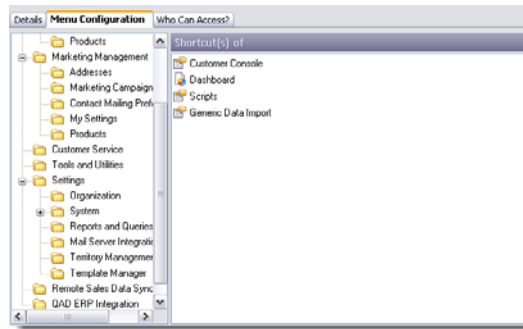 Details Menu Configuration Who Can Access?
Products
Marketing Management
Addresses
Marketing Campaign
Contact Mailing Pref
My Settings
Products
Customer Service
Tools and Utilities
Settings
Organization
System
Reports and Queries
Mail Server Integratio
Territory Managemer
Template Manager
Remote Sales Data Sync
QAD ERP Integration
Shortcut(s) of
Customer Console
Dashboard
Scripts
Generic Data Import